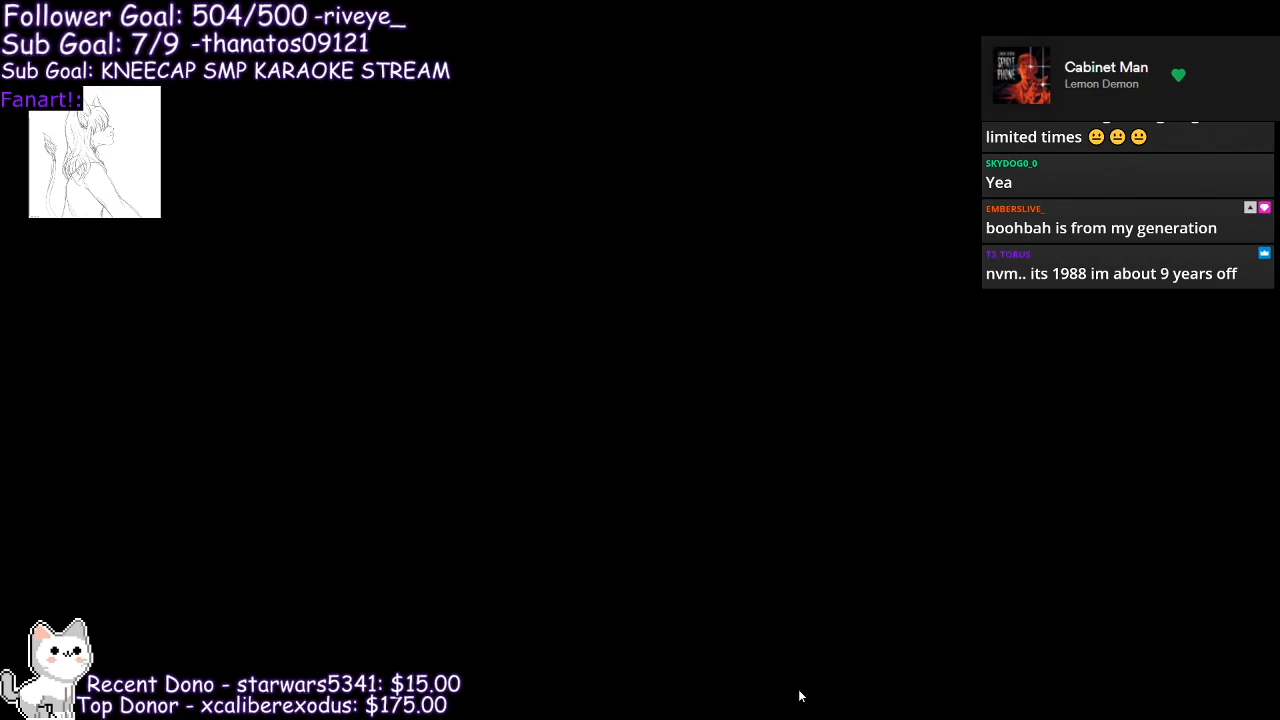 Follower Goal: 504/500 -riveye_
Sub Goal: 7/9 -thanatos09121
Sub Goal: KNEECAP SMP KARAOKE STREAM
Fanart!:
Cabinet Man
Lemon Demon
limited times 😐 😐 😐
SKYDOG0_0
Yea
EMBERSLIVE_
boohbah is from my generation
T3_TORUS
nvm.. its 1988 im about 9 years off
Recent Dono - starwars5341: $15.00
Top Donor - xcaliberexodus: $175.00